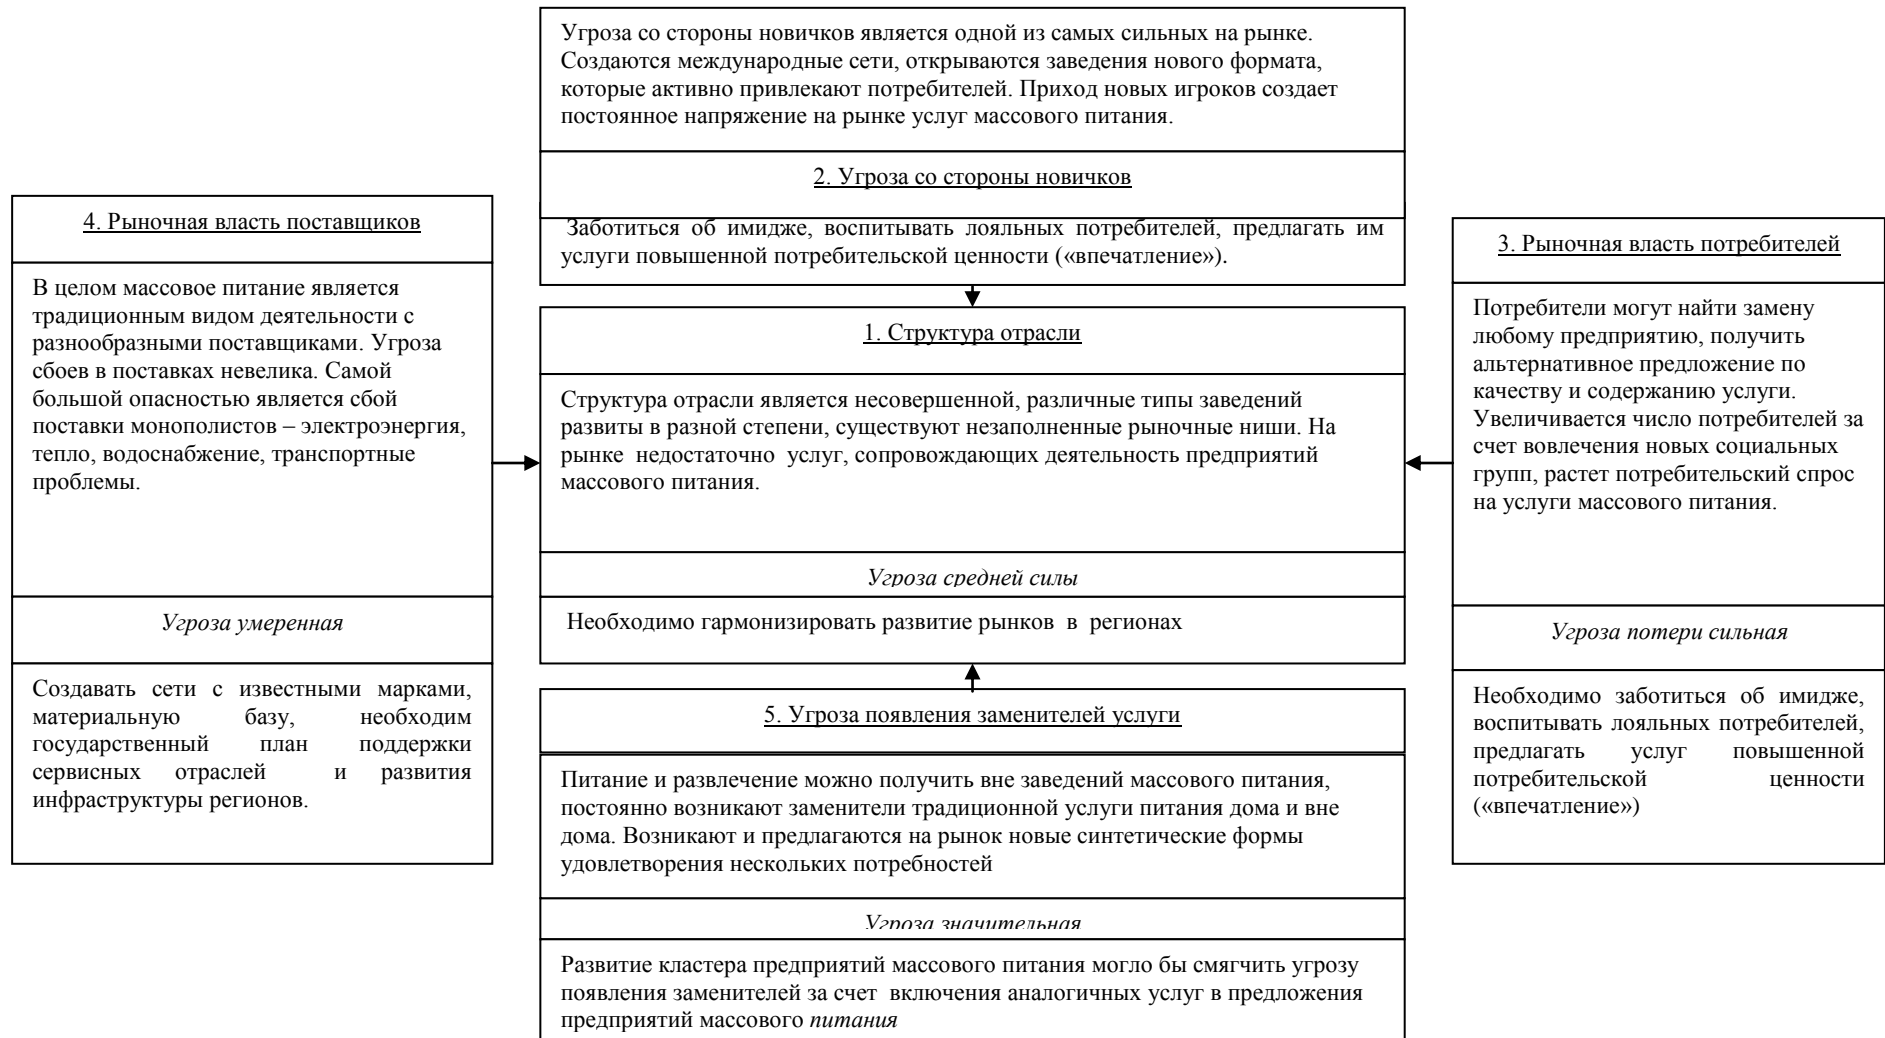 Угроза со стороны новичков является одной из самых сильных на рынке.
Создаются международные сети, открываются заведения нового формата,
которые активно привлекают потребителей. Приход новых игроков создает
постоянное напряжение на рынке услуг массового питания.
2. Угроза со стороны новичков
Заботиться об имидже, воспитывать лояльных потребителей, предлагать им
услуги повышенной потребительской ценности («впечатление»).
4. Рыночная власть поставщиков
В целом массовое питание является
традиционным видом деятельности с
разнообразными поставщиками. Угроза
сбоев в поставках невелика. Самой
большой опасностью является сбой
поставки монополистов – электроэнергия,
тепло, водоснабжение, транспортные
проблемы.
Угроза умеренная
Создавать сети с известными марками,
материальную базу, необходим
государственный план поддержки
сервисных отраслей и развития
инфраструктуры регионов.
1. Структура отрасли
Структура отрасли является несовершенной, различные типы заведений
развиты в разной степени, существуют незаполненные рыночные ниши. На
рынке недостаточно услуг, сопровождающих деятельность предприятий
массового питания.
Угроза средней силы
Необходимо гармонизировать развитие рынков в регионах
3. Рыночная власть потребителей
Потребители могут найти замену
любому предприятию, получить
альтернативное предложение по
качеству и содержанию услуги.
Увеличивается число потребителей за
счет вовлечения новых социальных
групп, растет потребительский спрос
на услуги массового питания.
Угроза потери сильная
Необходимо заботиться об имидже,
воспитывать лояльных потребителей,
предлагать услуг повышенной
потребительской ценности
(«впечатление»)
5. Угроза появления заменителей услуги
Питание и развлечение можно получить вне заведений массового питания,
постоянно возникают заменители традиционной услуги питания дома и вне
дома. Возникают и предлагаются на рынок новые синтетические формы
удовлетворения нескольких потребностей
Угроза значительная
Развитие кластера предприятий массового питания могло бы смягчить угрозу
появления заменителей за счет включения аналогичных услуг в предложения
предприятий массового питания